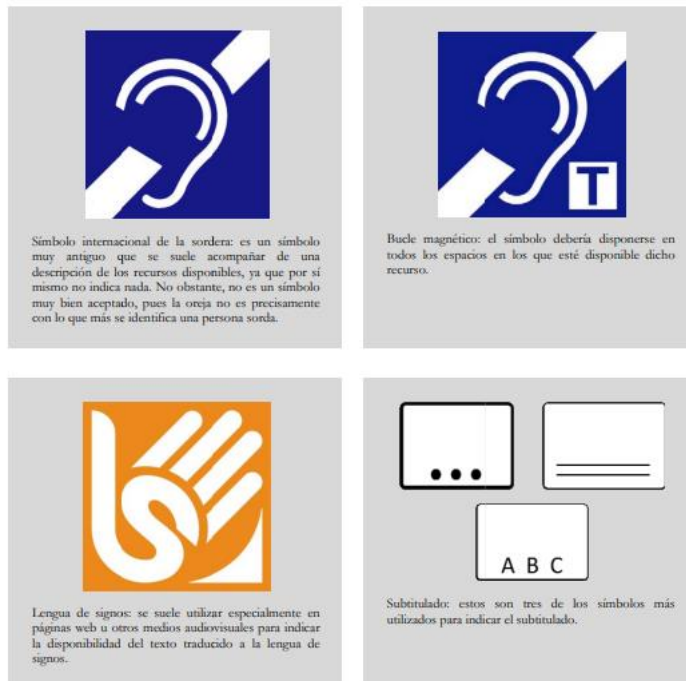 Símbolo internacional de la sordera: es un símbolo
muy antiguo que se suele acompañar de una
descripción de los recursos disponibles, ya que por sí
mismo no indica nada. No obstante, no es un símbolo
muy bien aceptado, pues la oreja no es precisamente
con lo que más se identifica una persona sorda.
T
Bucle magnético: el símbolo debería disponerse en
todos los espacios en los que esté disponible dicho
recurso.
Lengua de signos: se suele utilizar especialmente en
páginas web u otros medios audiovisuales para indicar
la disponibilidad del texto traducido a la lengua de
signos.
A B C
Subtitulado: estos son tres de los símbolos más
utilizados para indicar el subtitulado.